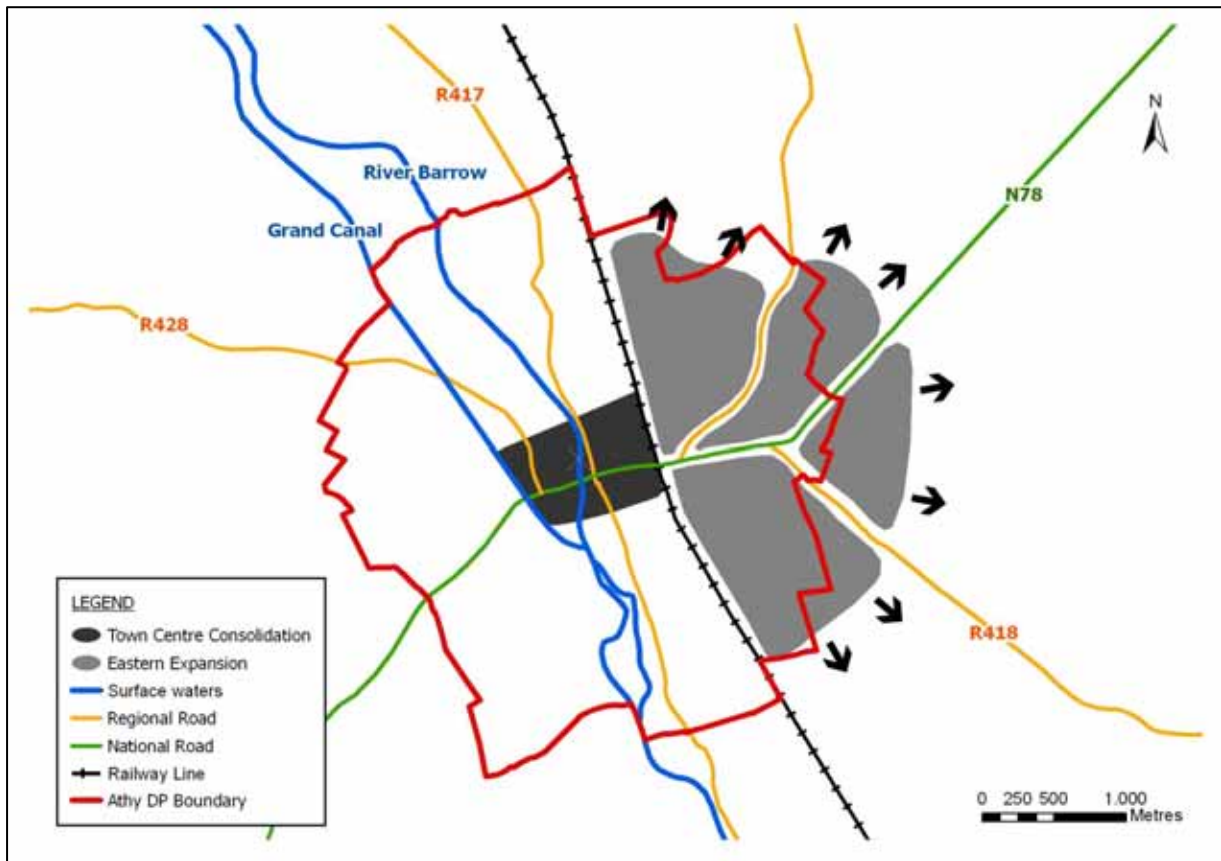 R417
N
River Barrow
N78
Grand Canal
R428
R418
LEGEND
Town Centre Consolidation
Eastern Expansion
Surface waters
Regional Road
National Road
Railway Line
Athy DP Boundary
0 250 500 1.000
Metres